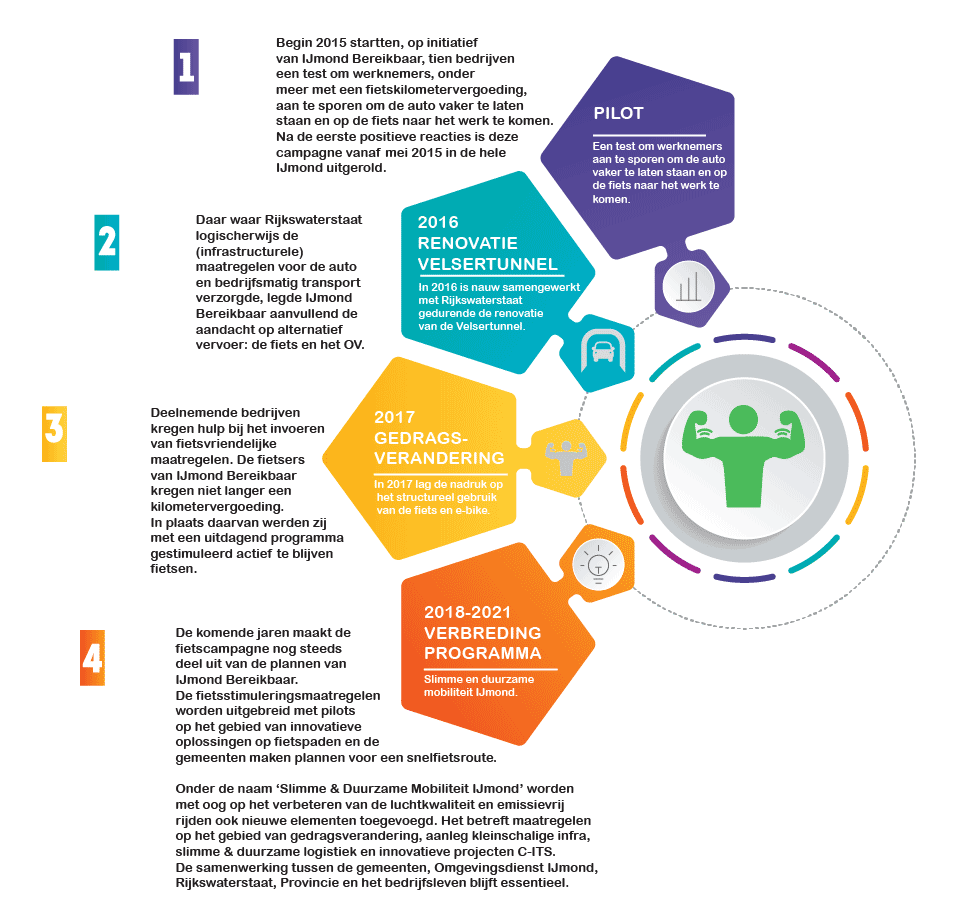 1
Begin 2015 startten, op initiatief
van IJmond Bereikbaar, tien bedrijven
een test om werknemers, onder
meer met een fietskilometervergoeding,
aan te sporen om de auto vaker te laten
staan en op de fiets naar het werk te komen.
Na de eerste positieve reacties is deze
campagne vanaf mei 2015 in de hele
IJmond uitgerold.
PILOT
Een test om werknemers
aan te sporen om de auto
vaker te laten staan en op
de fiets naar het werk te
komen.
2
Daar waar Rijkswaterstaat
logischerwijs de
(infrastructurele)
maatregelen voor de auto
en bedrijfsmatig transport
verzorgde, legde IJmond
Bereikbaar aanvullend de
aandacht op alternatief
vervoer: de fiets en het OV.
2016
RENOVATIE
VELSERTUNNEL
In 2016 is nauw samengewerkt
met Rijkswaterstaat
gedurende de renovatie
van de Velsertunnel.
3
Deelnemende bedrijven
kregen hulp bij het invoeren
van fietsvriendelijke
maatregelen. De fietsers
van IJmond Bereikbaar
kregen niet langer een
kilometervergoeding.
In plaats daarvan werden zij
met een uitdagend programma
gestimuleerd actief te blijven
fietsen.
2017
GEDRAGS-
VERANDERING
In 2017 lag de nadruk op
het structureel gebruik
van de fiets en e-bike.
4
De komende jaren maakt de
fietscampagne nog steeds
deel uit van de plannen van
IJmond Bereikbaar.
De fietsstimuleringsmaatregelen
worden uitgebreid met pilots
op het gebied van innovatieve
oplossingen op fietspaden en de
gemeenten maken plannen voor een snelfietsroute.
2018-2021
VERBREDING
PROGRAMMA
Slimme en duurzame
mobiliteit IJmond.
Onder de naam ‘Slimme & Duurzame Mobiliteit IJmond’ worden
met oog op het verbeteren van de luchtkwaliteit en emissievrij
rijden ook nieuwe elementen toegevoegd. Het betreft maatregelen
op het gebied van gedragsverandering, aanleg kleinschalige infra,
slimme & duurzame logistiek en innovatieve projecten C-ITS.
De samenwerking tussen de gemeenten, Omgevingsdienst IJmond,
Rijkswaterstaat, Provincie en het bedrijfsleven blijft essentieel.